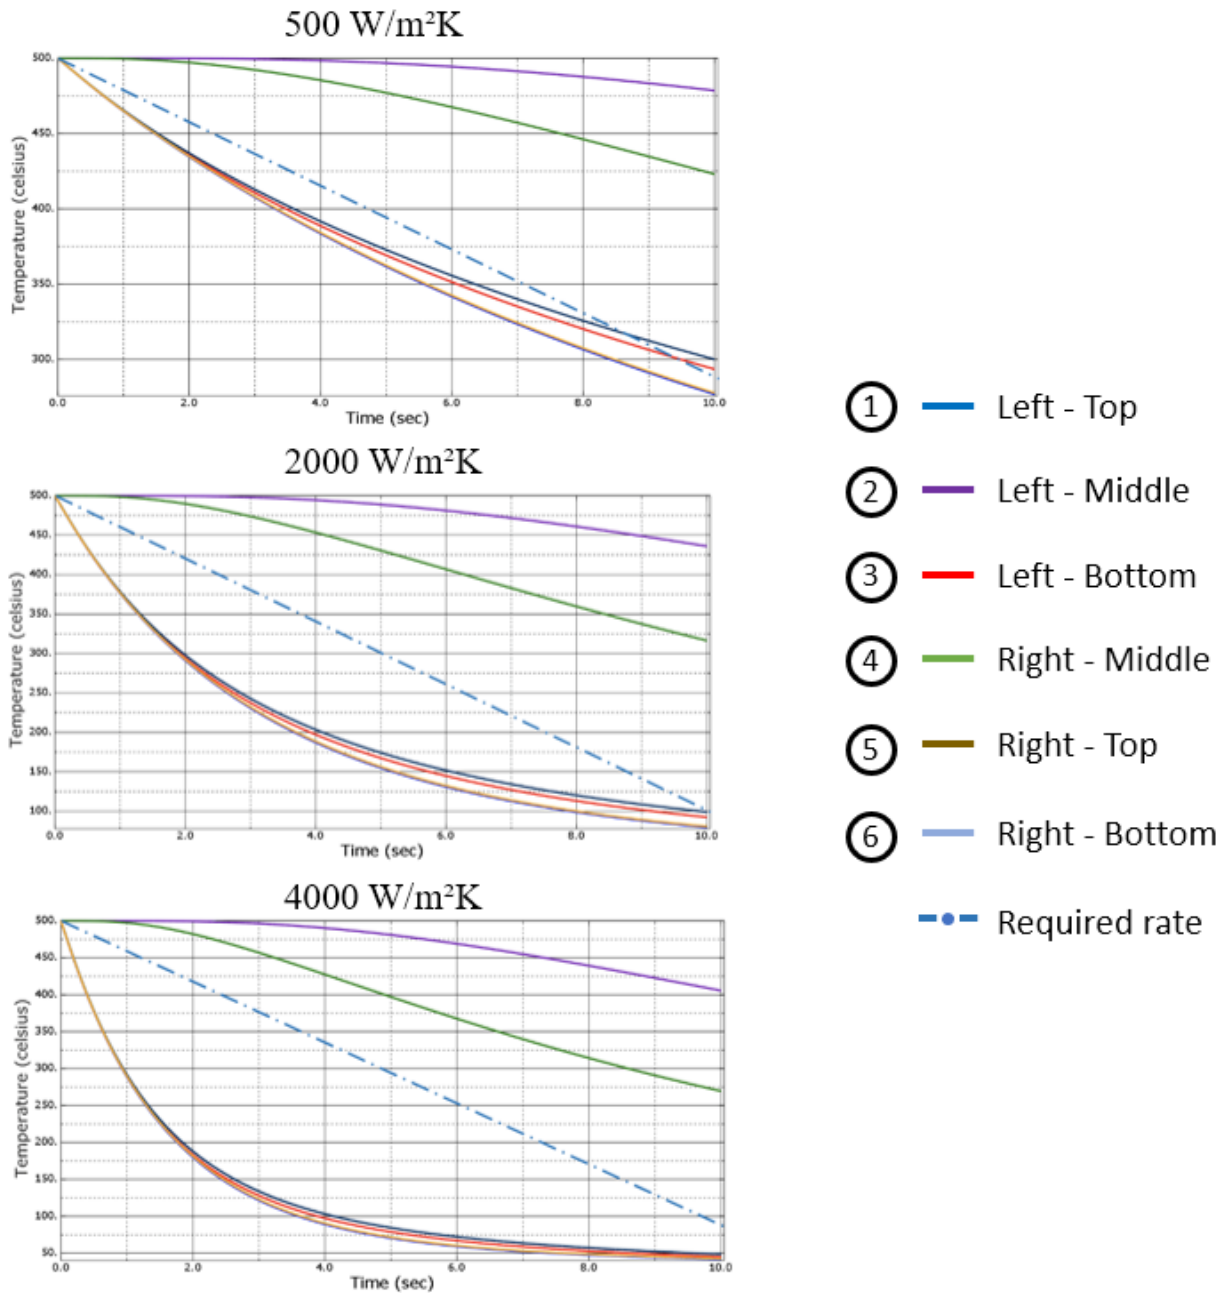 500 W/m²K
500.
450.
400.
350.
300.
Temperature (celsius)
0.0 2.0 4.0 6.0 8.0 10.0
Time (sec)
2000 W/m²K
500.
450.
400.
350.
300.
250.
200.
150.
100.
Temperature (celsius)
0.0 2.0 4.0 6.0 8.0 10.0
Time (sec)
4000 W/m²K
500.
450.
400.
350.
300.
250.
200.
150.
100.
50.
Temperature (celsius)
0.0 2.0 4.0 6.0 8.0 10.0
Time (sec)
1 Left - Top
2 Left - Middle
3 Left - Bottom
4 Right - Middle
5 Right - Top
6 Right - Bottom
Required rate